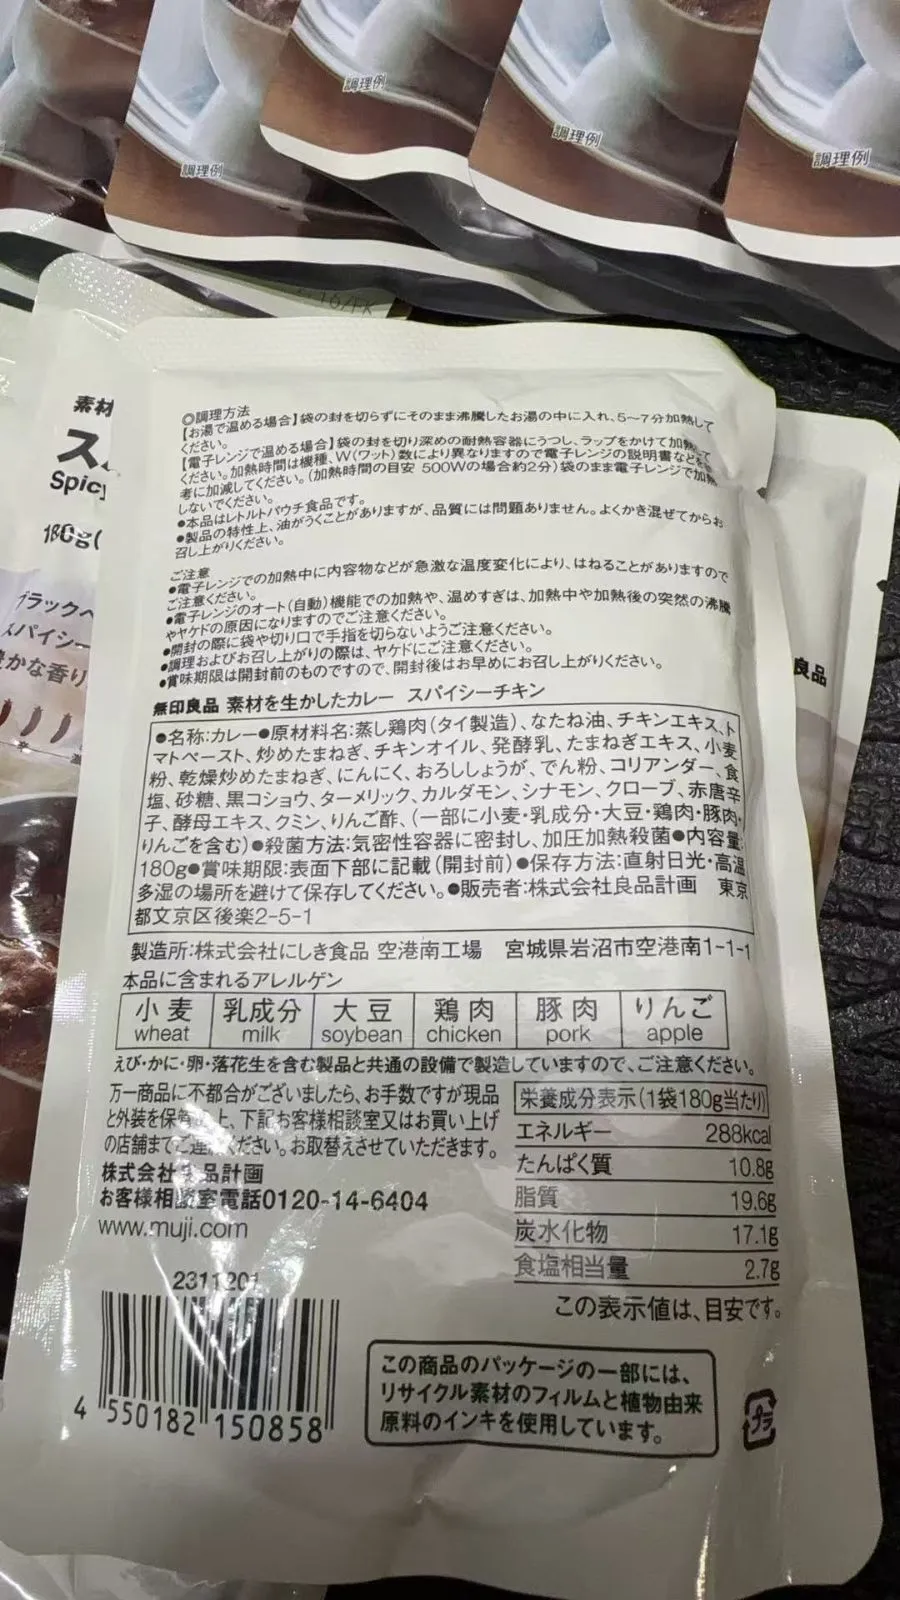 調理例
調理例
調理例
調理例
調理例
素材
ス
Spicy
180g(
ブラックペ
スパイシー
豊かな香り
良品
◎調理方法
【お湯で温める場合】袋の封を切らずにそのまま沸騰したお湯の中に入れ、5〜7分加熱して
ください。
【電子レンジで温める場合】袋の封を切り深めの耐熱容器にうつし、ラップをかけて加熱して
ください。加熱時間は機種、W(ワット)数により異なりますので電子レンジの説明書などを参
考に加減してください。(加熱時間の目安 500Wの場合約2分)袋のまま電子レンジで加熱
しないでください。
●本品はレトルトパウチ食品です。
●製品の特性上、油がうくことがありますが、品質には問題ありません。よくかき混ぜてからお
召し上がりください。
ご注意
●電子レンジでの加熱中に内容物などが急激な温度変化により、はねることがありますので
ご注意ください。
●電子レンジのオート(自動)機能での加熱や、温めすぎは、加熱中や加熱後の突然の沸騰
やヤケドの原因になりますのでご注意ください。
●開封の際に袋や切り口で手指を切らないようご注意ください。
●調理およびお召し上がりの際は、ヤケドにご注意ください。
●賞味期限は開封前のものですので、開封後はお早めにお召し上がりください。
無印良品 素材を生かしたカレー スパイシーチキン
●名称:カレー●原材料名:蒸し鶏肉(タイ製造)、なたね油、チキンエキス、ト
マトペースト、炒めたまねぎ、チキンオイル、発酵乳、たまねぎエキス、小麦
粉、乾燥炒めたまねぎ、にんにく、おろししょうが、でん粉、コリアンダー、食
塩、砂糖、黒コショウ、ターメリック、カルダモン、シナモン、クローブ、赤唐辛
子、酵母エキス、クミン、りんご酢、(一部に小麦・乳成分・大豆・鶏肉・豚肉・
りんごを含む)●殺菌方法:気密性容器に密封し、加圧加熱殺菌●内容量:
180g●賞味期限:表面下部に記載(開封前)●保存方法:直射日光・高温
多湿の場所を避けて保存してください。●販売者:株式会社良品計画 東京
都文京区後楽2-5-1
製造所:株式会社にしき食品 空港南工場 宮城県岩沼市空港南1-1-1
本品に含まれるアレルゲン
小麦 乳成分 大豆 鶏肉 豚肉 りんご
wheat milk soybean chicken pork apple
えび・かに・卵・落花生を含む製品と共通の設備で製造していますので、ご注意ください。
万一商品に不都合がございましたら、お手数ですが現品
と外装を保管 上、下記お客様相談室又はお買い上げ
の店舗までご連絡ください。お取替えさせていただきます。
株式会社良品計画
お客様相談室電話0120-14-6404
www.muji.com
栄養成分表示(1袋180g当たり)
エネルギー 288kcal
たんぱく質 10.8g
脂質 19.6g
炭水化物 17.1g
食塩相当量 2.7g
この表示値は、目安です。
2311201
4 550182 150858
この商品のパッケージの一部には、
リサイクル素材のフィルムと植物由来
原料のインキを使用しています。
プラ